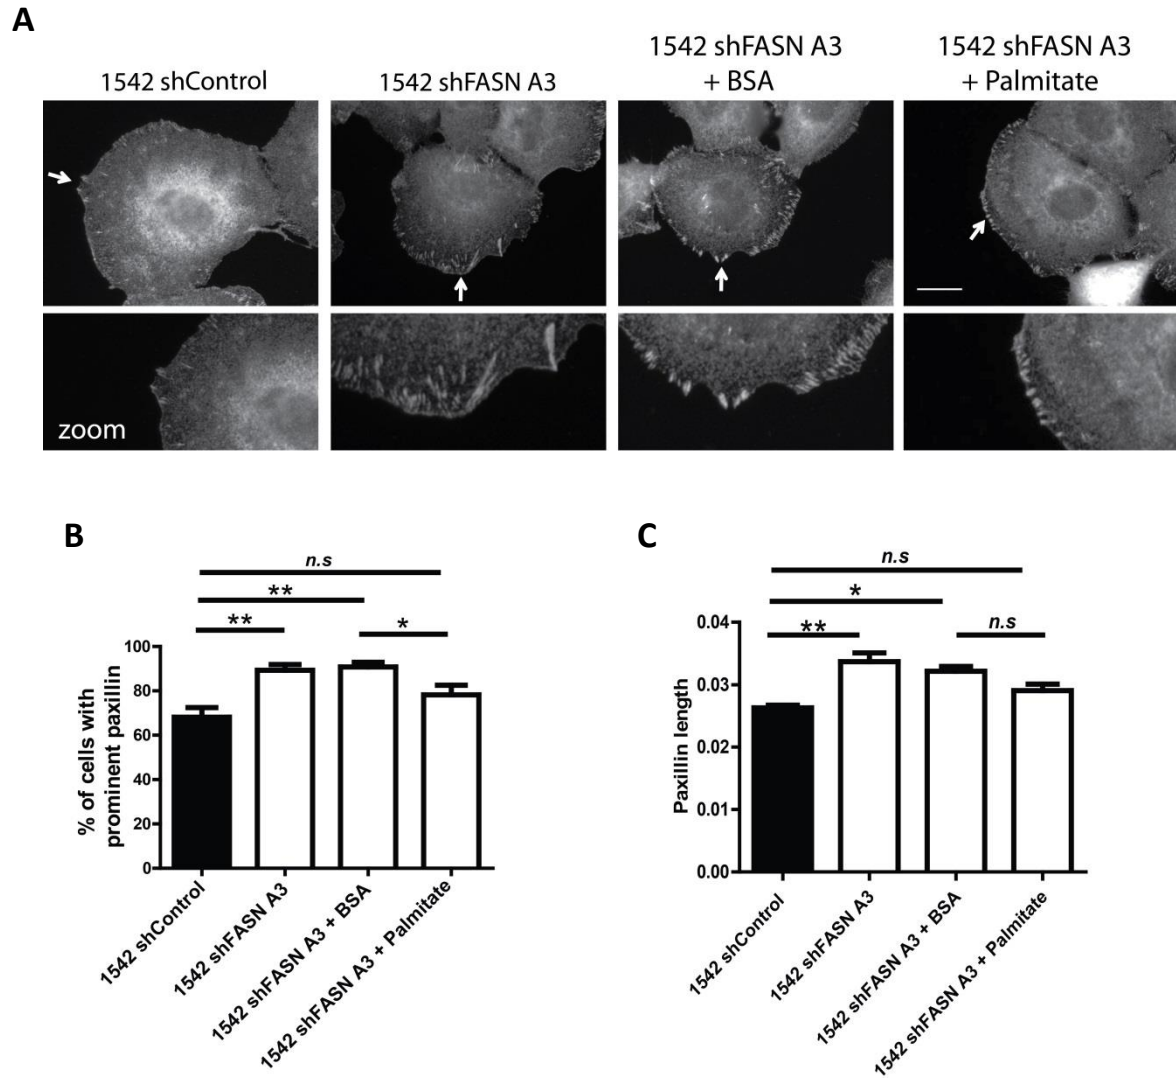 A
1542 shControl
1542 shFASN A3
1542 shFASN A3
+ BSA
1542 shFASN A3
+ Palmitate
zoom
B
n.s
**
**
*
% of cells with
prominent paxillin
100
80
60
40
20
0
1542 shControl
1542 shFASN A3
1542 shFASN A3 + BSA
1542 shFASN A3 + Palmitate
C
n.s
*
**
n.s
Paxillin length
0.04
0.03
0.02
0.01
0.00
1542 shControl
1542 shFASN A3
1542 shFASN A3 + BSA
1542 shFASN A3 + Palmitate